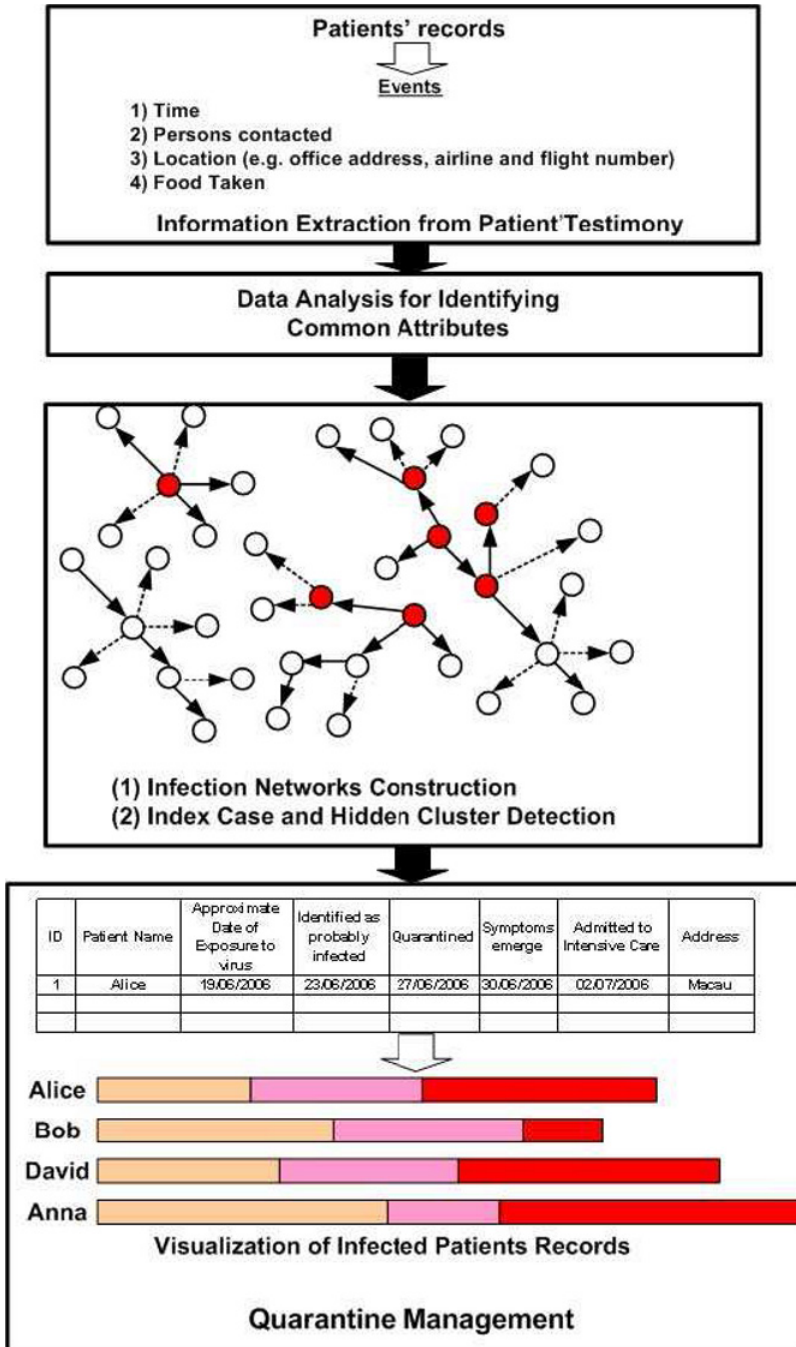 Patients' records
Events
1) Time
2) Persons contacted
3) Location (e.g. office address, airline and flight number)
4) Food Taken
Information Extraction from Patient'Testimony
Data Analysis for Identifying
Common Attributes
(1) Infection Networks Construction
(2) Index Case and Hidden Cluster Detection
ID Patient Name Approximate Date of Exposure to virus Identified as probably infected Quarantined Symptoms emerge Admitted to Intensive Care Address
1 Alice 19/06/2006 23/06/2006 27/06/2006 30/06/2006 02/07/2006 Macau
Alice
Bob
David
Anna
Visualization of Infected Patients Records
Quarantine Management